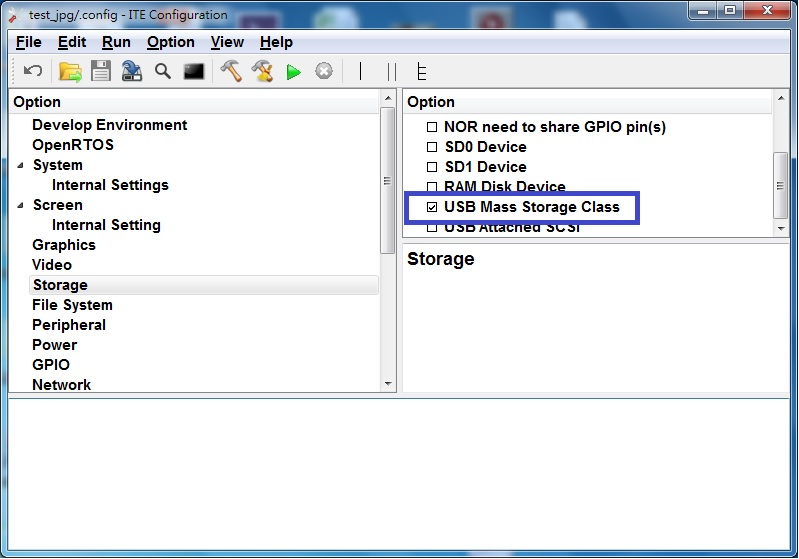 test_jpg/.config - ITE Configuration
File Edit Run Option View Help
Option
Develop Environment
OpenRTOS
System
Internal Settings
Screen
Internal Setting
Graphics
Video
Storage
File System
Peripheral
Power
GPIO
Network
Option
NOR need to share GPIO pin(s)
SD0 Device
SD1 Device
RAM Disk Device
USB Mass Storage Class
USB Attached SCSI
Storage